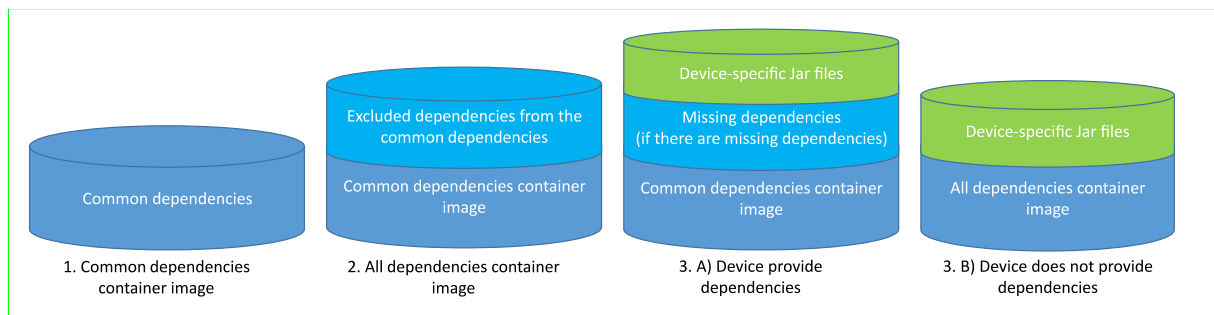 Common dependencies
1. Common dependencies
container image
Excluded dependencies from the
common dependencies
Common dependencies container
image
2. All dependencies container
image
Device-specific Jar files
Missing dependencies
(if there are missing dependencies)
Common dependencies container
image
3. A) Device provide
dependencies
Device-specific Jar files
All dependencies container
image
3. B) Device does not provide
dependencies